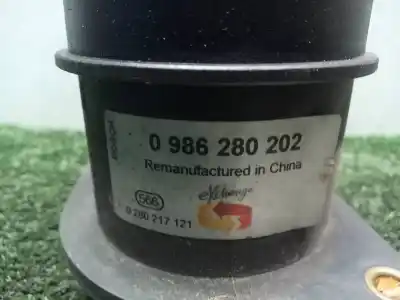 0 986 280 202
Remanufactured in China
eXchange
566
0 280 217 121